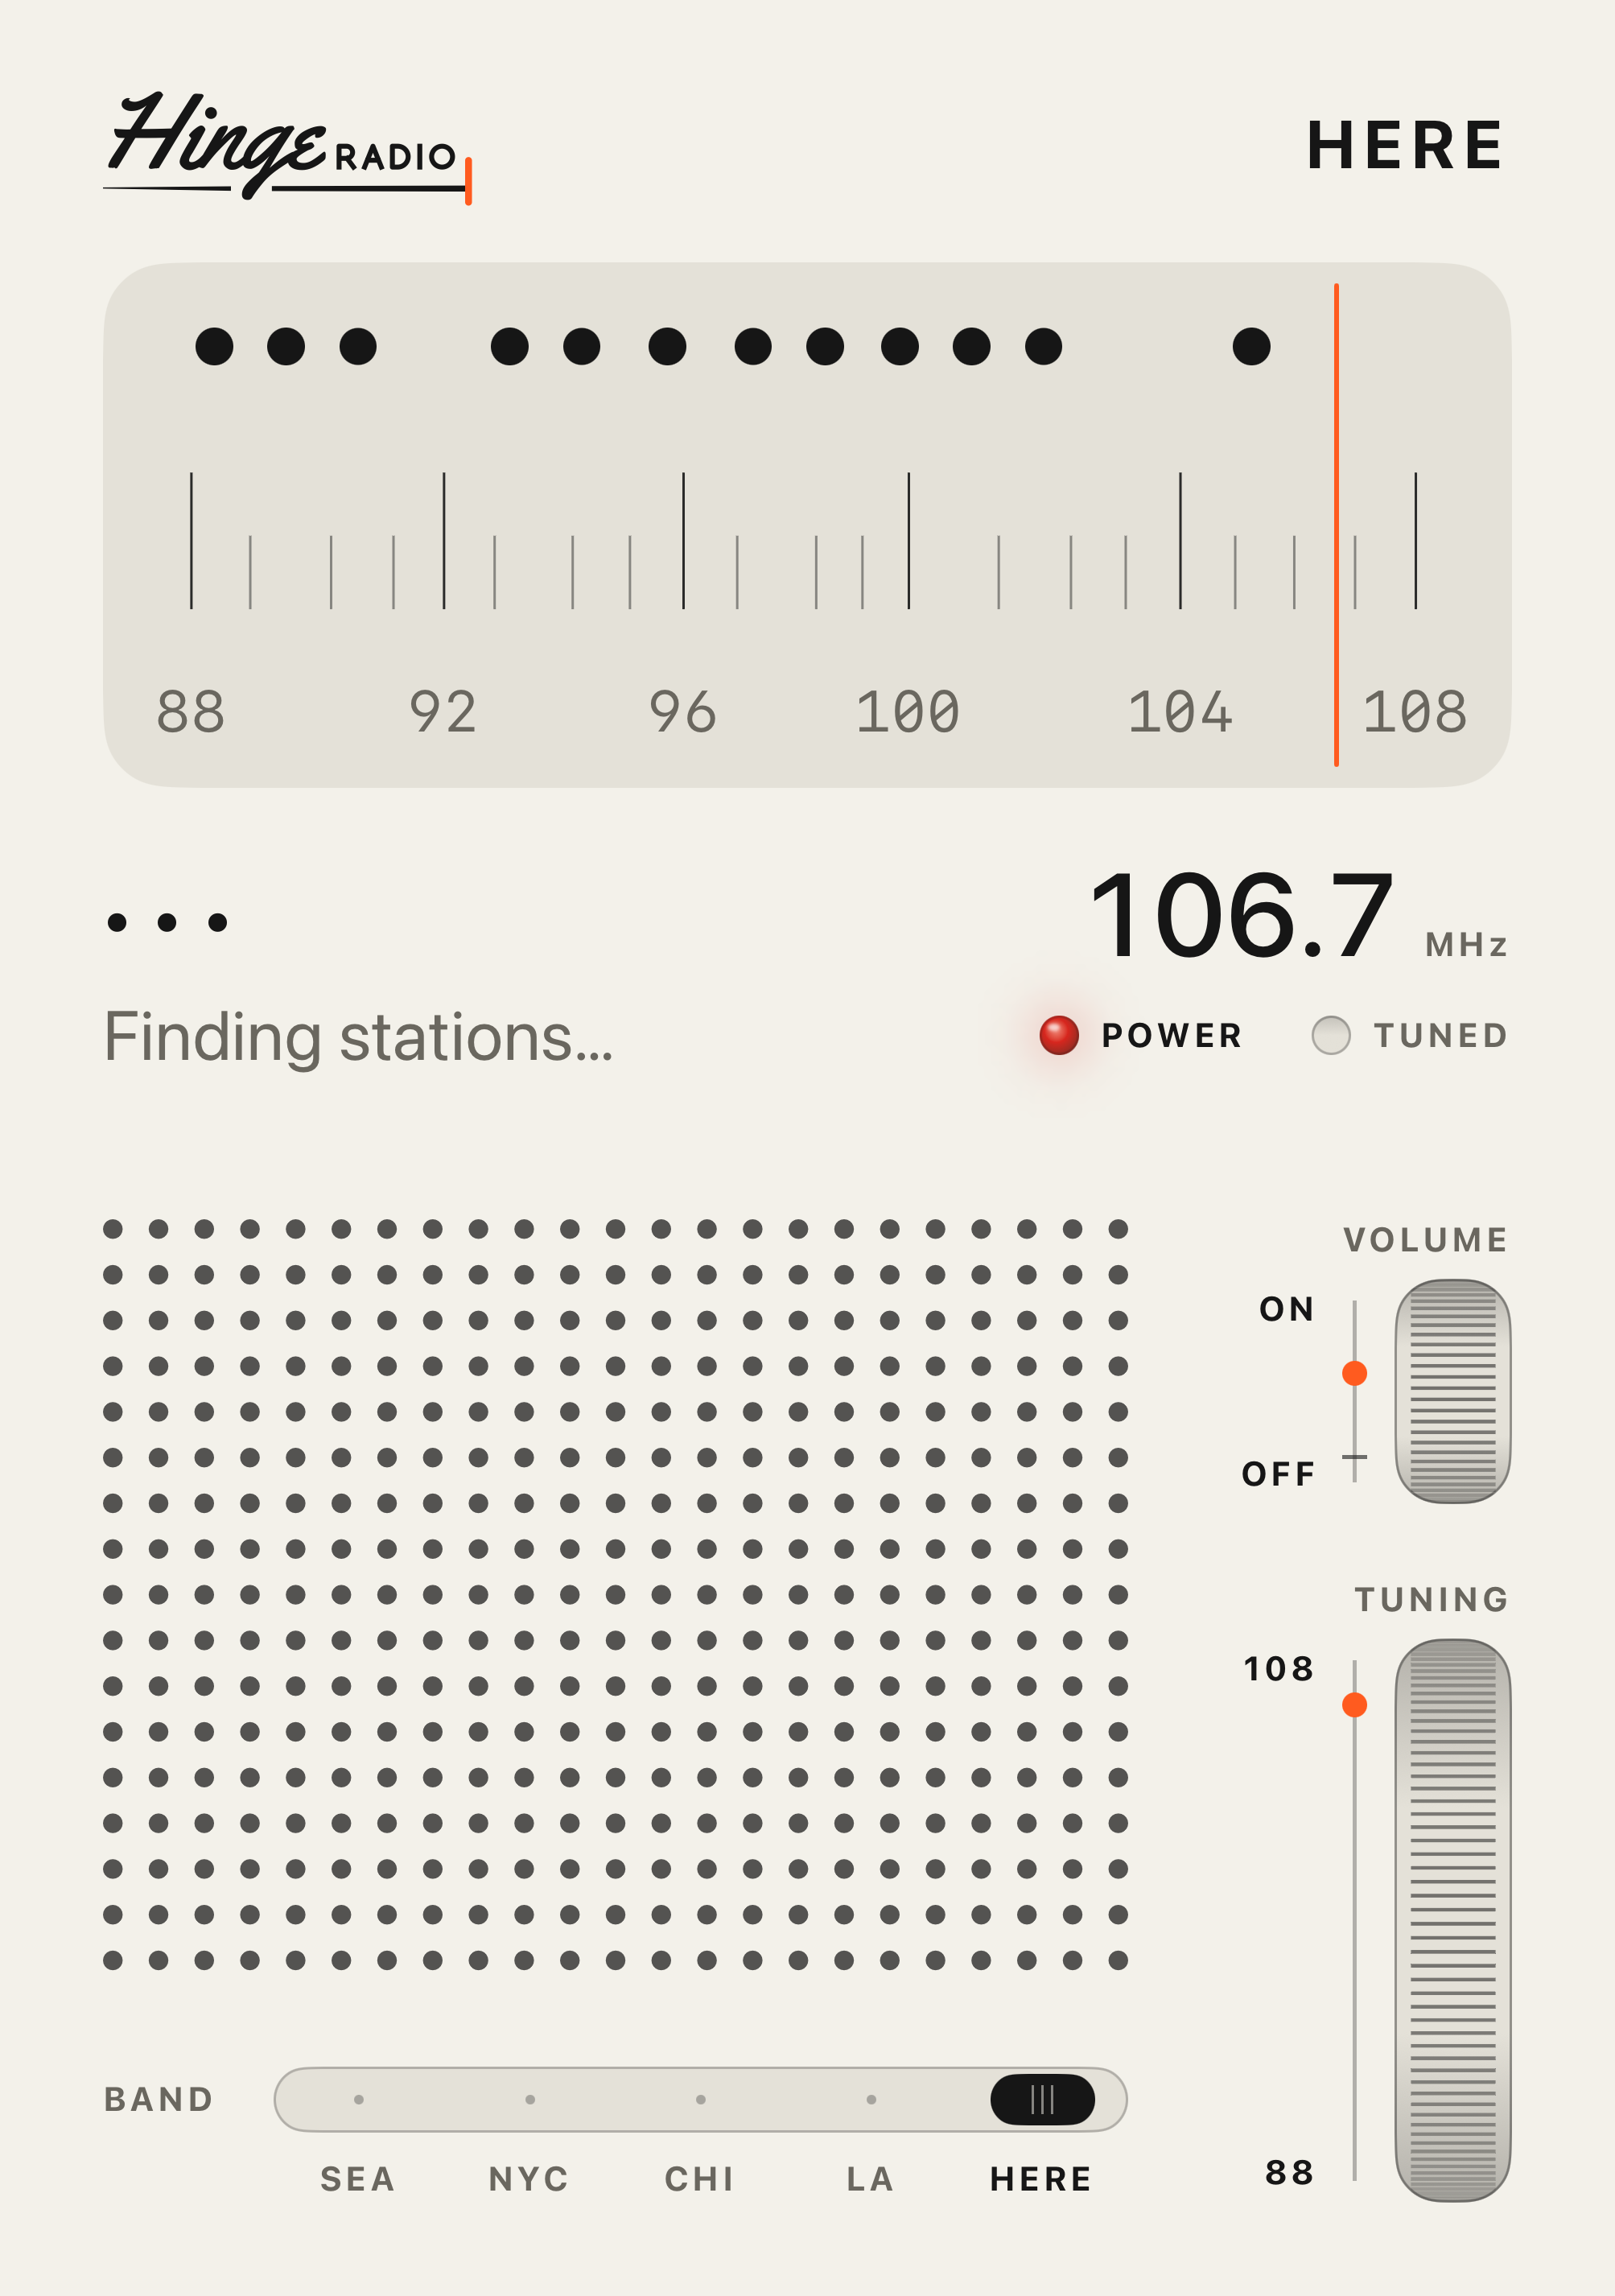 Hinge RADIO
HERE
88 92 96 100 104 108
106.7 MHz
Finding stations...
POWER TUNED
VOLUME
ON
OFF
TUNING
108
88
BAND
SEA NYC CHI LA HERE